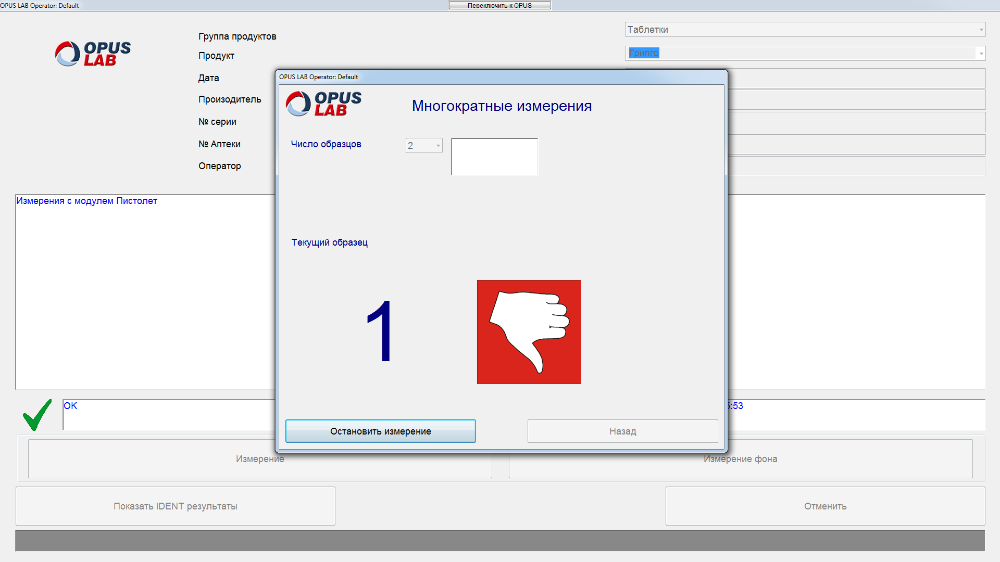 OPUS LAB Operator: Default
Переключить к OPUS
OPUS
LAB
Группа продуктов
Таблетки
Продукт
Грипго
Дата
Произодитель
№ серии
№ Аптеки
Оператор
OPUS LAB Operator: Default
OPUS
LAB
Многократные измерения
Число образцов
2
Текущий образец
1
Остановить измерение
Назад
Измерения с модулем Пистолет
OK
:53
Измерение
Измерение фона
Показать IDENT результаты
Отменить